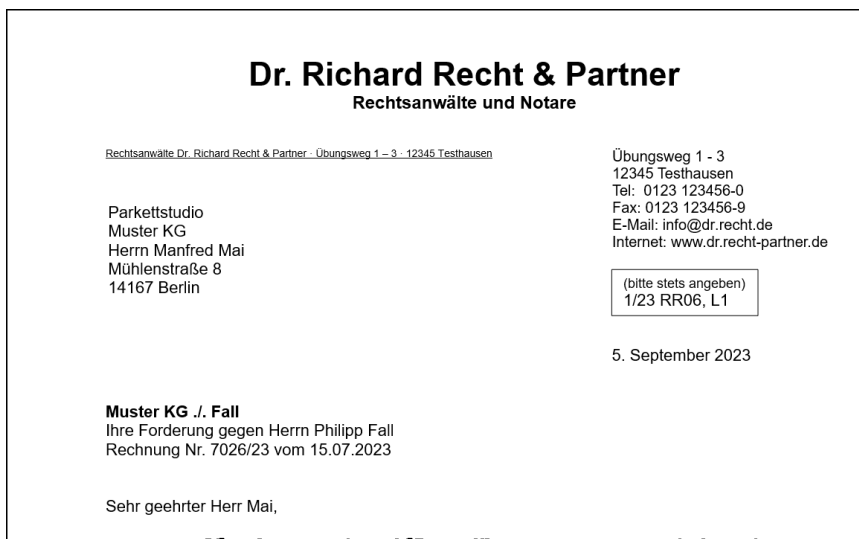 Dr. Richard Recht & Partner
Rechtsanwälte und Notare
Rechtsanwälte Dr. Richard Recht & Partner · Übungsweg 1 – 3 · 12345 Testhausen
Übungsweg 1 - 3
12345 Testhausen
Tel:  0123 123456-0
Fax: 0123 123456-9
E-Mail: info@dr.recht.de
Internet: www.dr.recht-partner.de
Parkettstudio
Muster KG
Herrn Manfred Mai
Mühlenstraße 8
14167 Berlin
(bitte stets angeben)
1/23 RR06, L1
5. September 2023
Muster KG ./. Fall
Ihre Forderung gegen Herrn Philipp Fall
Rechnung Nr. 7026/23 vom 15.07.2023
Sehr geehrter Herr Mai,